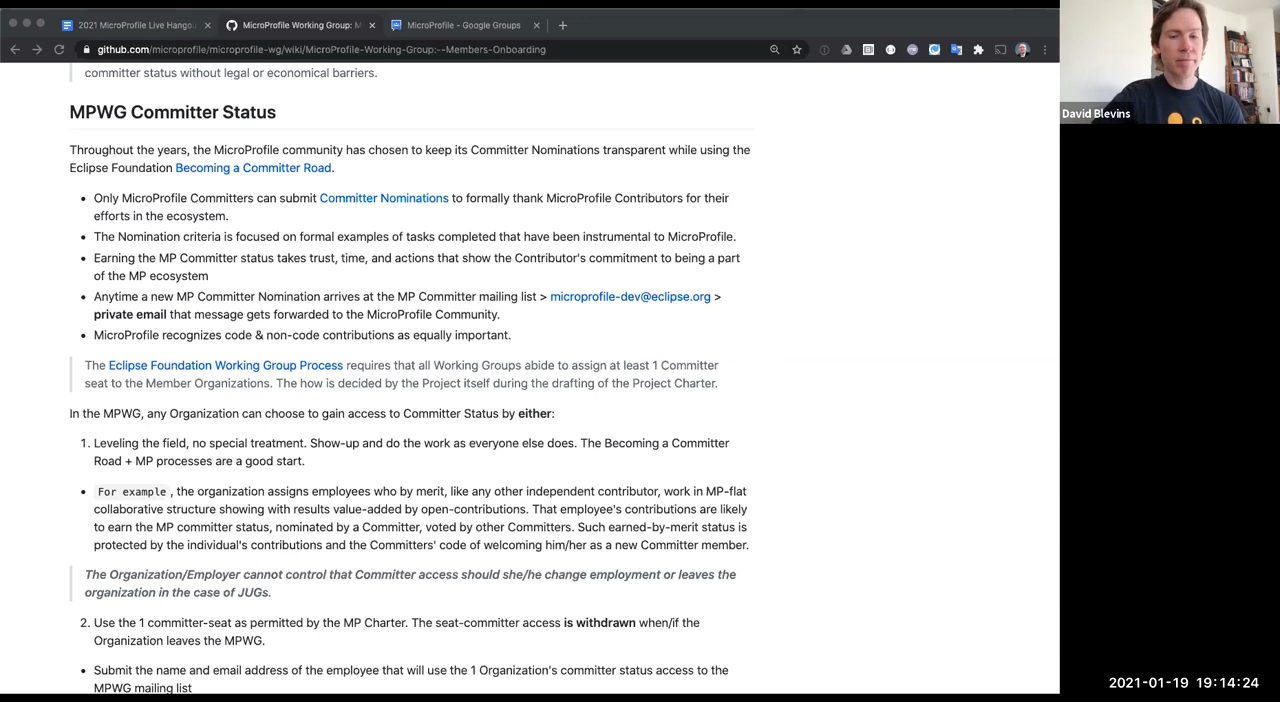 2021 MicroProfile Live Hangou
MicroProfile Working Group: M
MicroProfile - Google Groups
github.com/microprofile/microprofile-wg/wiki/MicroProfile-Working-Group:--Members-Onboarding
committer status without legal or economical barriers.
MPWG Committer Status
Throughout the years, the MicroProfile community has chosen to keep its Committer Nominations transparent while using the
Eclipse Foundation Becoming a Committer Road.
• Only MicroProfile Committers can submit Committer Nominations to formally thank MicroProfile Contributors for their
efforts in the ecosystem.
• The Nomination criteria is focused on formal examples of tasks completed that have been instrumental to MicroProfile.
• Earning the MP Committer status takes trust, time, and actions that show the Contributor's commitment to being a part
of the MP ecosystem
• Anytime a new MP Committer Nomination arrives at the MP Committer mailing list > microprofile-dev@eclipse.org >
private email that message gets forwarded to the MicroProfile Community.
• MicroProfile recognizes code & non-code contributions as equally important.
The Eclipse Foundation Working Group Process requires that all Working Groups abide to assign at least 1 Committer
seat to the Member Organizations. The how is decided by the Project itself during the drafting of the Project Charter.
In the MPWG, any Organization can choose to gain access to Committer Status by either:
1. Leveling the field, no special treatment. Show-up and do the work as everyone else does. The Becoming a Committer
Road + MP processes are a good start.
• For example, the organization assigns employees who by merit, like any other independent contributor, work in MP-flat
collaborative structure showing with results value-added by open-contributions. That employee's contributions are likely
to earn the MP committer status, nominated by a Committer, voted by other Committers. Such earned-by-merit status is
protected by the individual's contributions and the Committers' code of welcoming him/her as a new Committer member.
The Organization/Employer cannot control that Committer access should she/he change employment or leaves the
organization in the case of JUGs.
2. Use the 1 committer-seat as permitted by the MP Charter. The seat-committer access is withdrawn when/if the
Organization leaves the MPWG.
• Submit the name and email address of the employee that will use the 1 Organization's committer status access to the
MPWG mailing list
David Blevins
2021-01-19 19:14:24